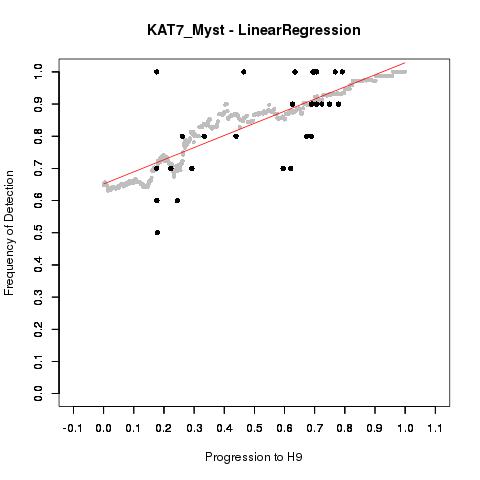 KAT7_Myst - LinearRegression
Frequency of Detection
1.0
0.9
0.8
0.7
0.6
0.5
0.4
0.3
0.2
0.1
0.0
-0.1 0.0 0.1 0.2 0.3 0.4 0.5 0.6 0.7 0.8 0.9 1.0 1.1
Progression to H9